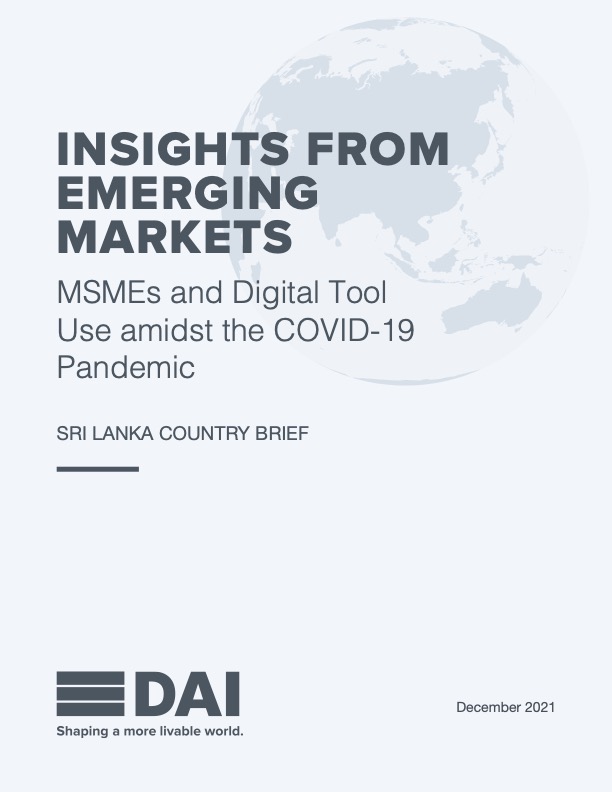 INSIGHTS FROM
EMERGING
MARKETS
MSMEs and Digital Tool
Use amidst the COVID-19
Pandemic
SRI LANKA COUNTRY BRIEF
DAI
Shaping a more livable world.
December 2021